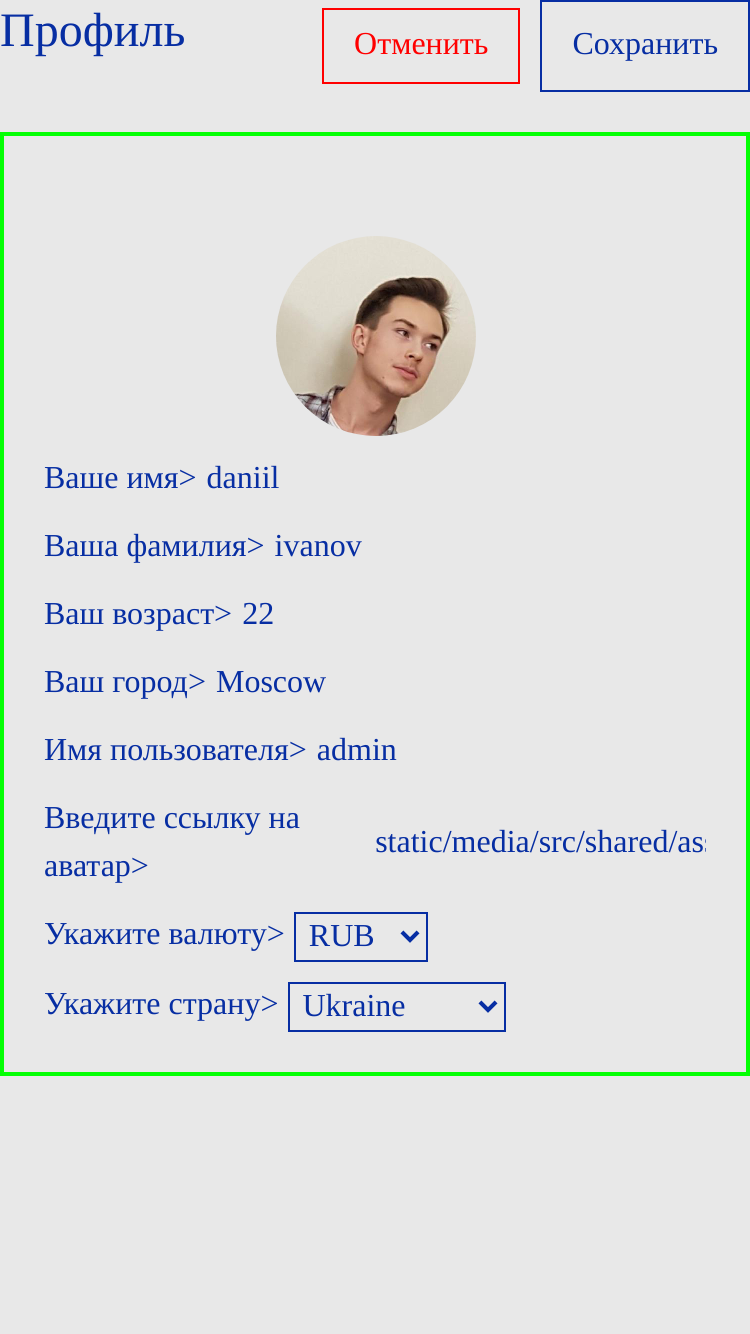 Профиль
Отменить
Сохранить
Ваше имя> daniil
Ваша фамилия> ivanov
Ваш возраст> 22
Ваш город> Moscow
Имя пользователя> admin
Введите ссылку на
аватар>
static/media/src/shared/as
Укажите валюту> RUB
Укажите страну> Ukraine